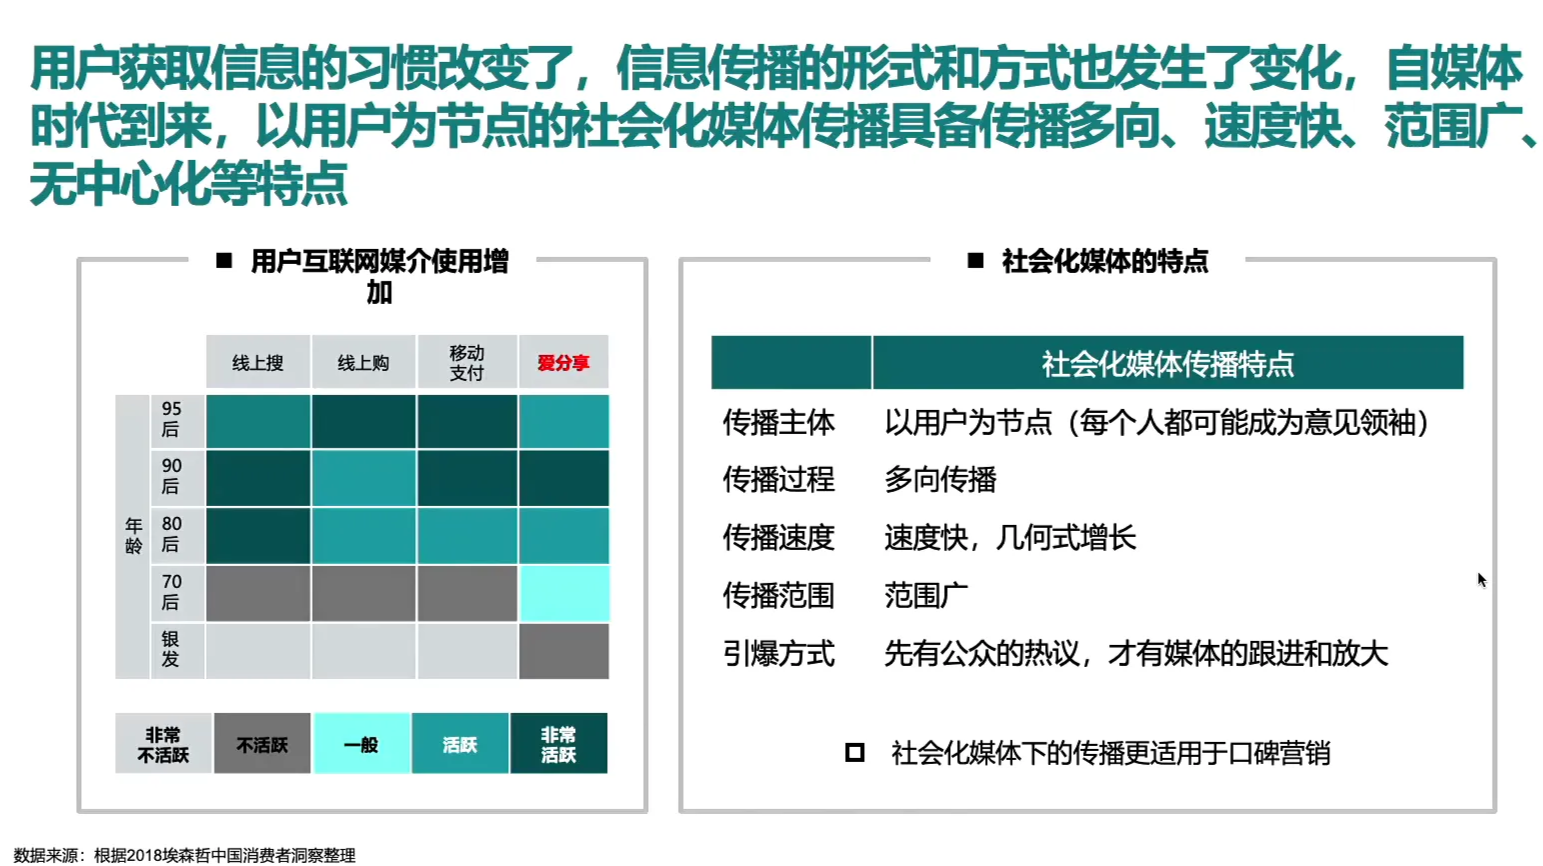 用户获取信息的习惯改变了，信息传播的形式和方式也发生了变化，自媒体
时代到来，以用户为节点的社会化媒体传播具备传播多向、速度快、范围广、
无中心化等特点
■ 用户互联网媒介使用增
加
线上搜 线上购 移动
支付 爱分享
年
龄
95
后
90
后
80
后
70
后
银
发
非常
不活跃 不活跃 一般 活跃 非常
活跃
■ 社会化媒体的特点
社会化媒体传播特点
传播主体 以用户为节点（每个人都可能成为意见领袖）
传播过程 多向传播
传播速度 速度快，几何式增长
传播范围 范围广
引爆方式 先有公众的热议，才有媒体的跟进和放大
社会化媒体下的传播更适用于口碑营销
数据来源：根据2018埃森哲中国消费者洞察整理